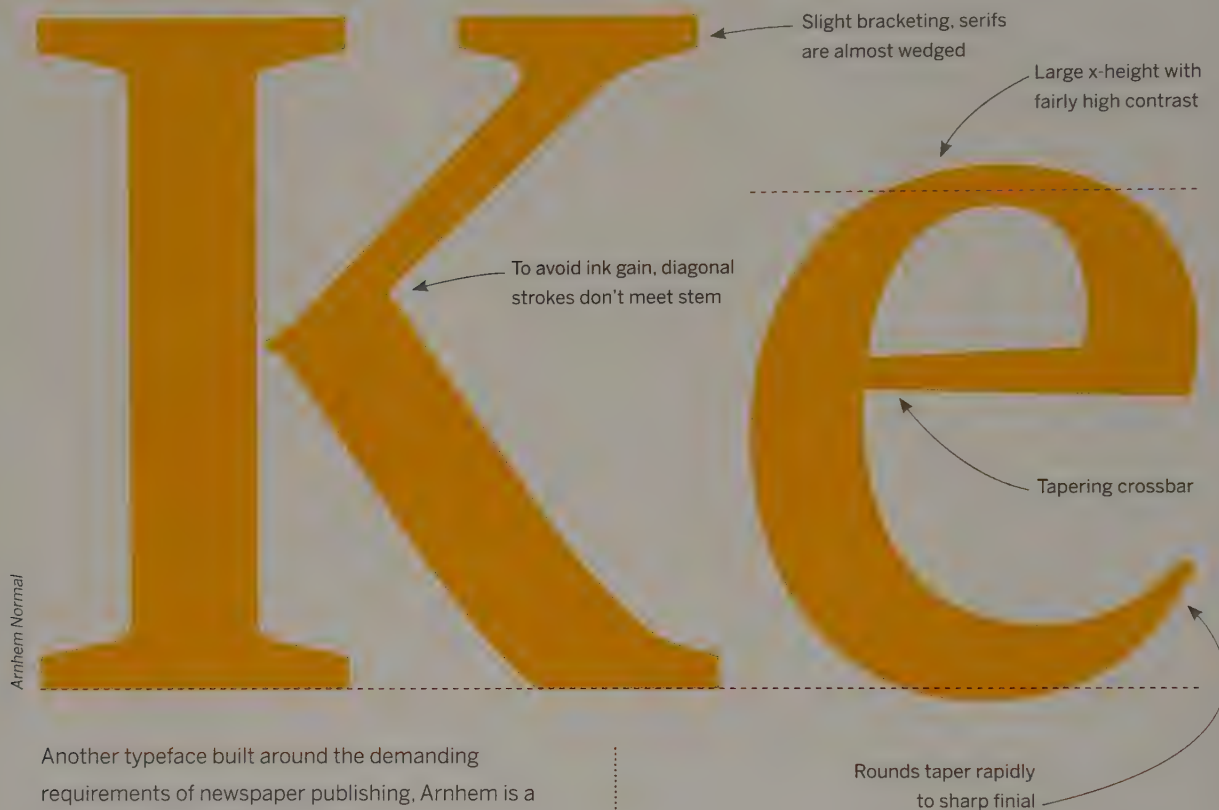 Ke
Slight bracketing, serifs
are almost wedged
Large x-height with
fairly high contrast
To avoid ink gain, diagonal
strokes don't meet stem
Tapering crossbar
Arnhem Normal
Rounds taper rapidly
to sharp finial
Another typeface built around the demanding
requirements of newspaper publishing, Arnhem is a